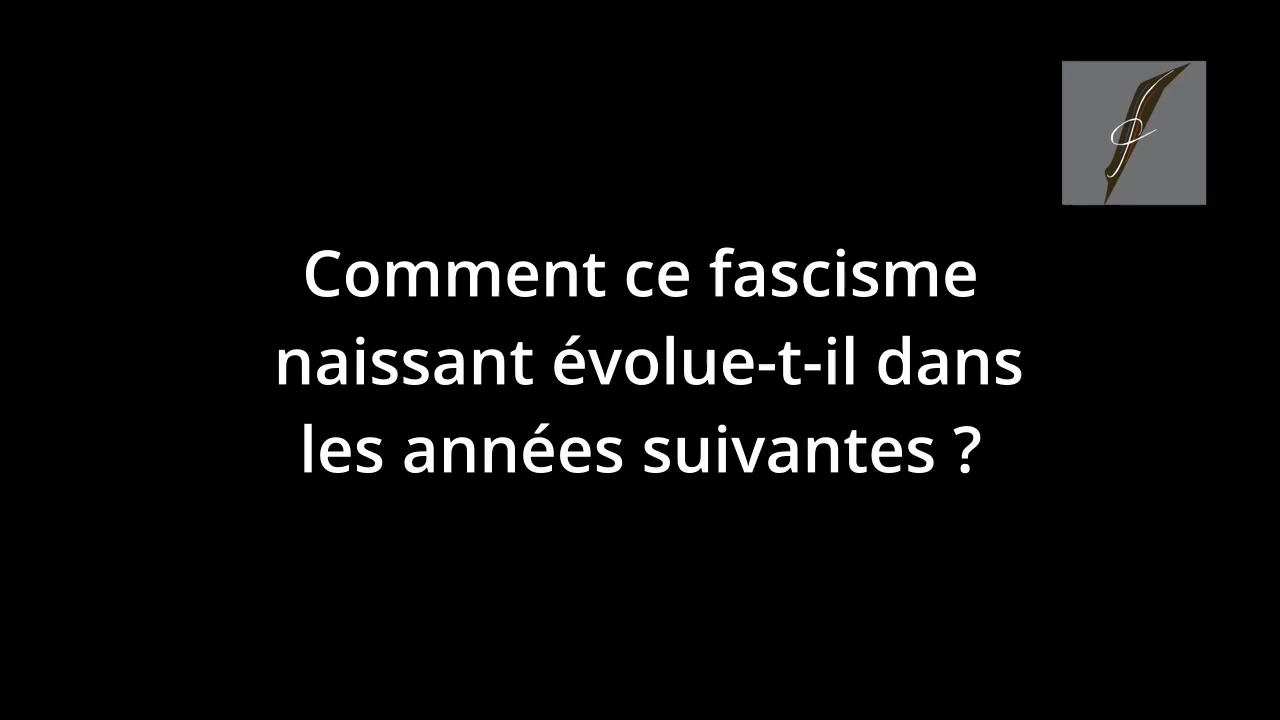 Comment ce fascisme
naissant évolue-t-il dans
les années suivantes ?